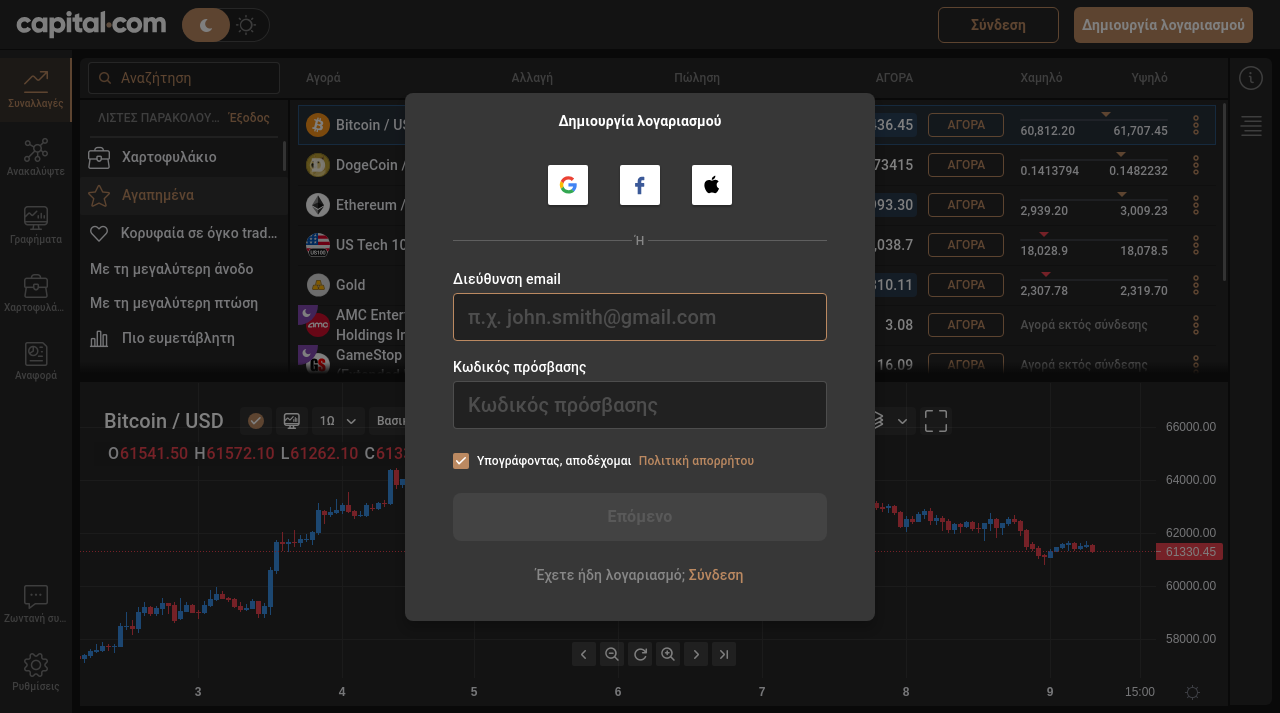 capital.com
Σύνδεση
Δημιουργία λογαριασμού
Συναλλαγές
Ανακαλύψτε
Γραφήματα
Χαρτοφυλά...
Αναφορά
Ζωντανή συ...
Ρυθμίσεις
Αναζήτηση
ΛΙΣΤΕΣ ΠΑΡΑΚΟΛΟΥ... Έξοδος
Χαρτοφυλάκιο
Αγαπημένα
Κορυφαία σε όγκο trad...
Με τη μεγαλύτερη άνοδο
Με τη μεγαλύτερη πτώση
Πιο ευμετάβλητη
Αγορά Αλλαγή Πώληση ΑΓΟΡΑ Χαμηλό Υψηλό
Bitcoin / 36.45 ΑΓΟΡΑ 60,812.20 61,707.45
DogeCoin / 73415 ΑΓΟΡΑ 0.1413794 0.1482232
Ethereum / 93.30 ΑΓΟΡΑ 2,939.20 3,009.23
US Tech 10 ,038.7 ΑΓΟΡΑ 18,028.9 18,078.5
Gold 310.11 ΑΓΟΡΑ 2,307.78 2,319.70
AMC
Holdings 3.08 Αγορά εκτός σύνδεσης
GameStop 16.09 Αγορά εκτός σύνδεσης
Δημιουργία λογαριασμού
Ή
Διεύθυνση email
π.χ. john.smith@gmail.com
Κωδικός πρόσβασης
Κωδικός πρόσβασης
Υπογράφοντας, αποδέχομαι Πολιτική απορρήτου
Επόμενο
Έχετε ήδη λογαριασμό; Σύνδεση
Bitcoin / USD 1Ω
O61541.50 H61572.10 L61262.10 C613
66000.00
64000.00
62000.00
61330.45
60000.00
58000.00
3 4 5 6 7 8 9 15:00